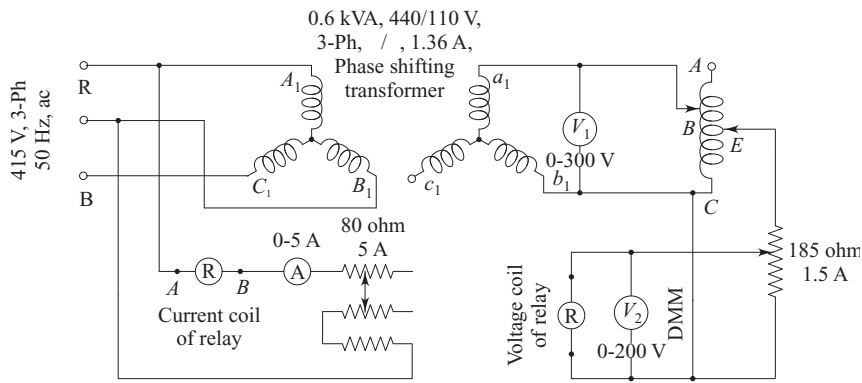 0.6 kVA, 440/110 V,
3-Ph, / , 1.36 A,
Phase shifting
transformer
415 V, 3-Ph
50 Hz, ac
R
B
A1
C1
B1
a1
c1
b1
V1
0-300 V
A
B
E
C
0-5 A
80 ohm
5 A
A
R
B
A
Current coil
of relay
Voltage coil
of relay
R
V2
0-200 V
DMM
185 ohm
1.5 A